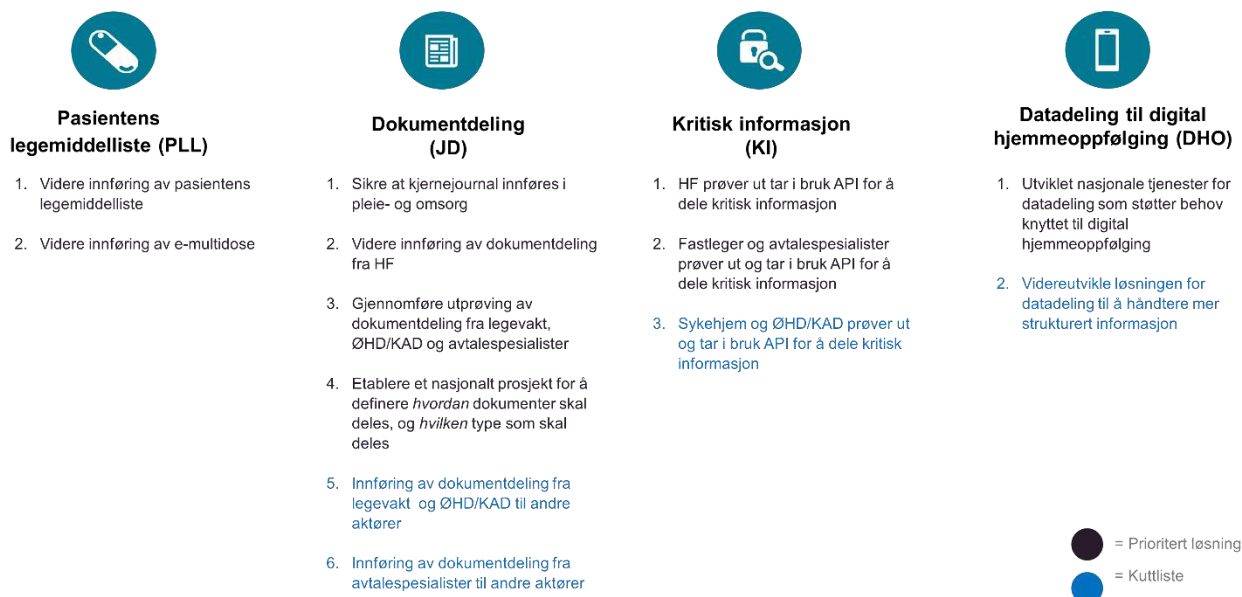 Pasientens
legemiddelliste (PLL)
1. Videre innføring av pasientens
legemiddelliste
2. Videre innføring av e-multidose
Dokumentdeling
(JD)
1. Sikre at kjernejournal innføres i
pleie- og omsorg
2. Videre innføring av dokumentdeling
fra HF
3. Gjennomføre utprøving av
dokumentdeling fra legevakt,
ØHD/KAD og avtalespesialister
4. Etablere et nasjonalt prosjekt for å
definere hvordan dokumenter skal
deles, og hvilken type som skal
deles
5. Innføring av dokumentdeling fra
legevakt og ØHD/KAD til andre
aktører
6. Innføring av dokumentdeling fra
avtalespesialister til andre aktører
Kritisk informasjon
(KI)
1. HF prøver ut tar i bruk API for å
dele kritisk informasjon
2. Fastleger og avtalespesialister
prøver ut og tar i bruk API for å
dele kritisk informasjon
3. Sykehjem og ØHD/KAD prøver ut
og tar i bruk API for å dele kritisk
informasjon
Datadeling til digital
hjemmeoppfølging (DHO)
1. Utviklet nasjonale tjenester for
datadeling som støtter behov
knyttet til digital
hjemmeoppfølging
2. Videreutvikle løsningen for
datadeling til å håndtere mer
strukturert informasjon
= Prioritert løsning
= Kuttliste